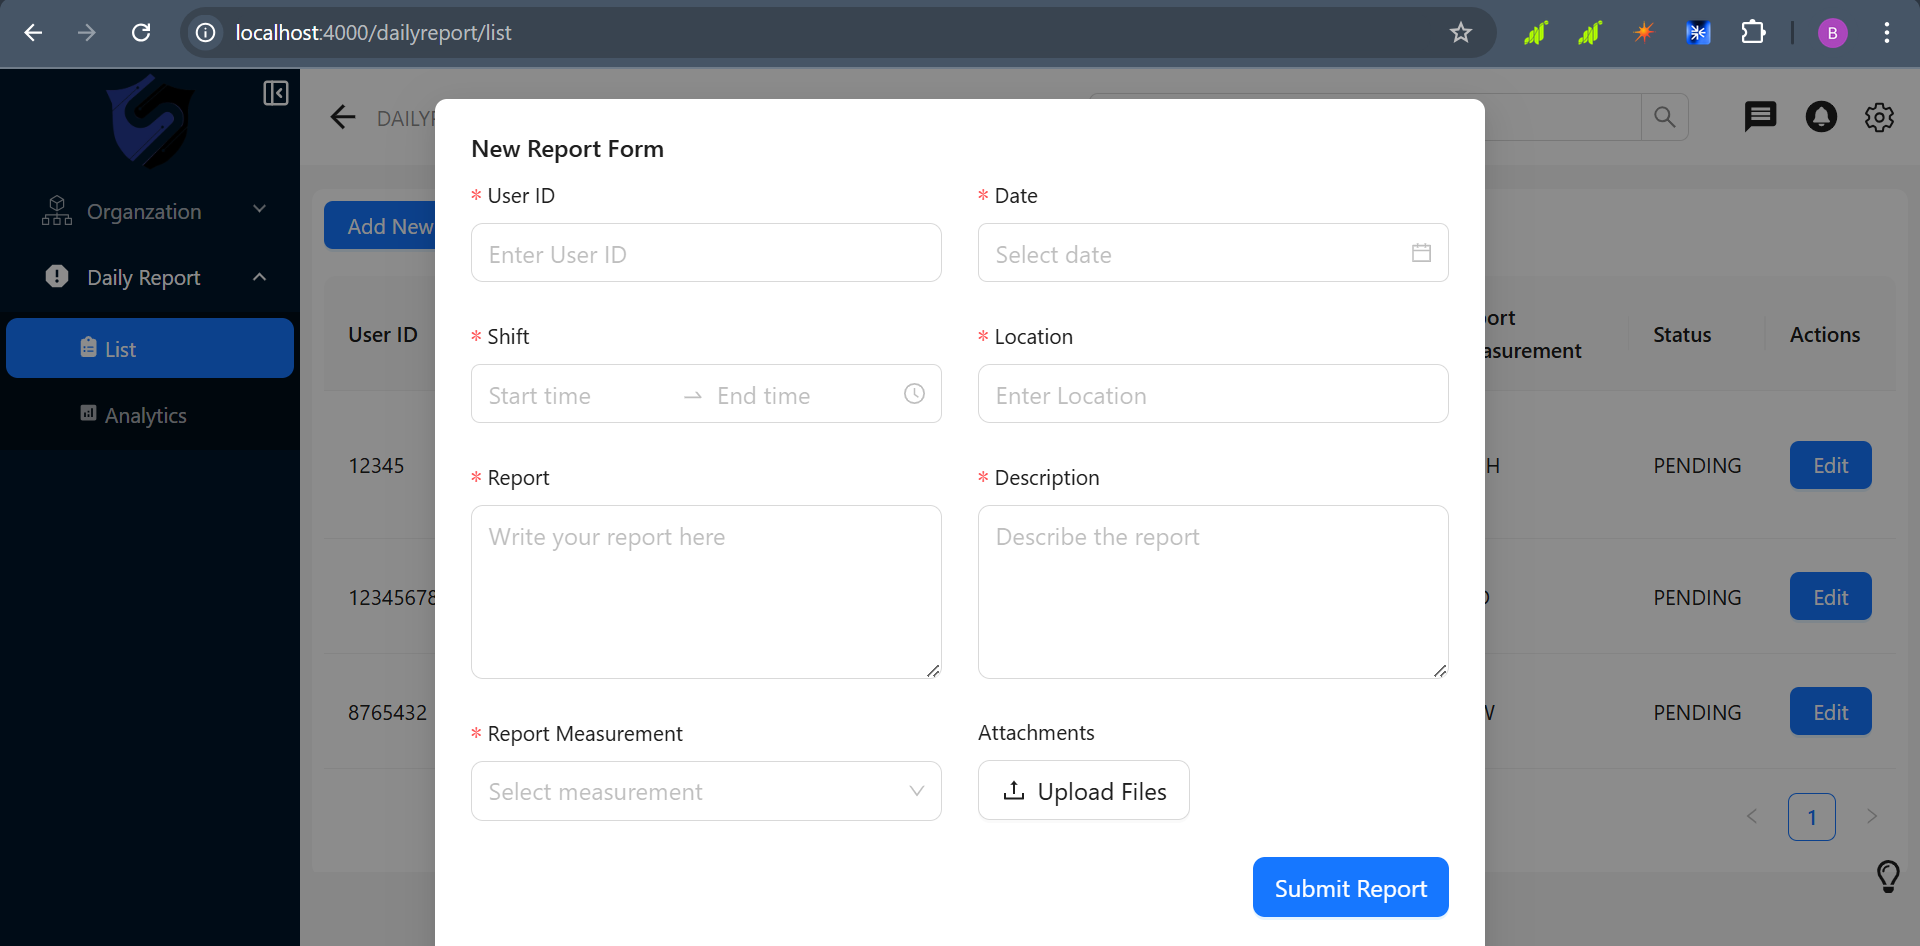 localhost:4000/dailyreport/list
B
Organzation
Daily Report
List
Analytics
Add New
New Report Form
* User ID
* Date
Enter User ID
Select date
* Shift
* Location
Start time
End time
Enter Location
* Report
* Description
Write your report here
Describe the report
* Report Measurement
Attachments
Select measurement
Upload Files
Submit Report
User ID
Status
Actions
12345
PENDING
Edit
12345678
PENDING
Edit
8765432
PENDING
Edit
1